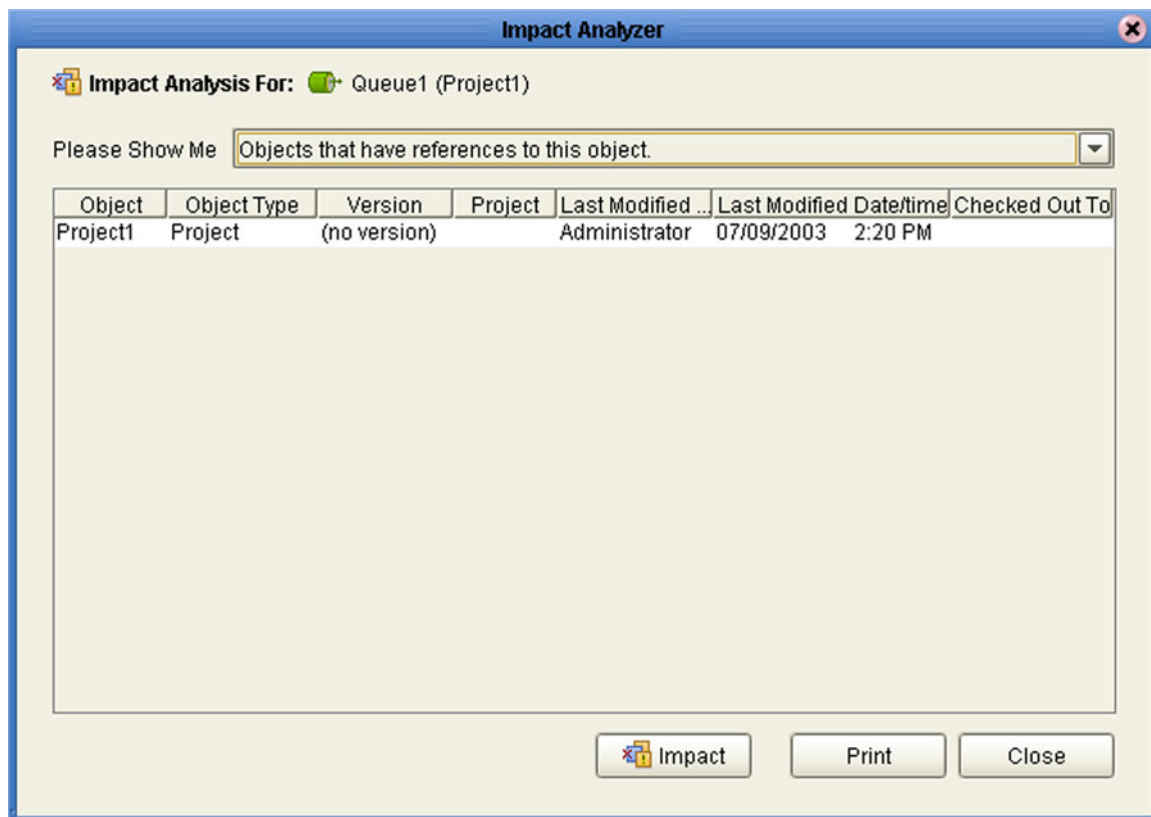 Impact Analyzer
Impact Analysis For: Queue1 (Project1)
Please Show Me Objects that have references to this object.
Object Object Type Version Project Last Modified ... Last Modified Date/time Checked Out To
Project1 Project (no version) Administrator 07/09/2003 2:20 PM
Impact Print Close